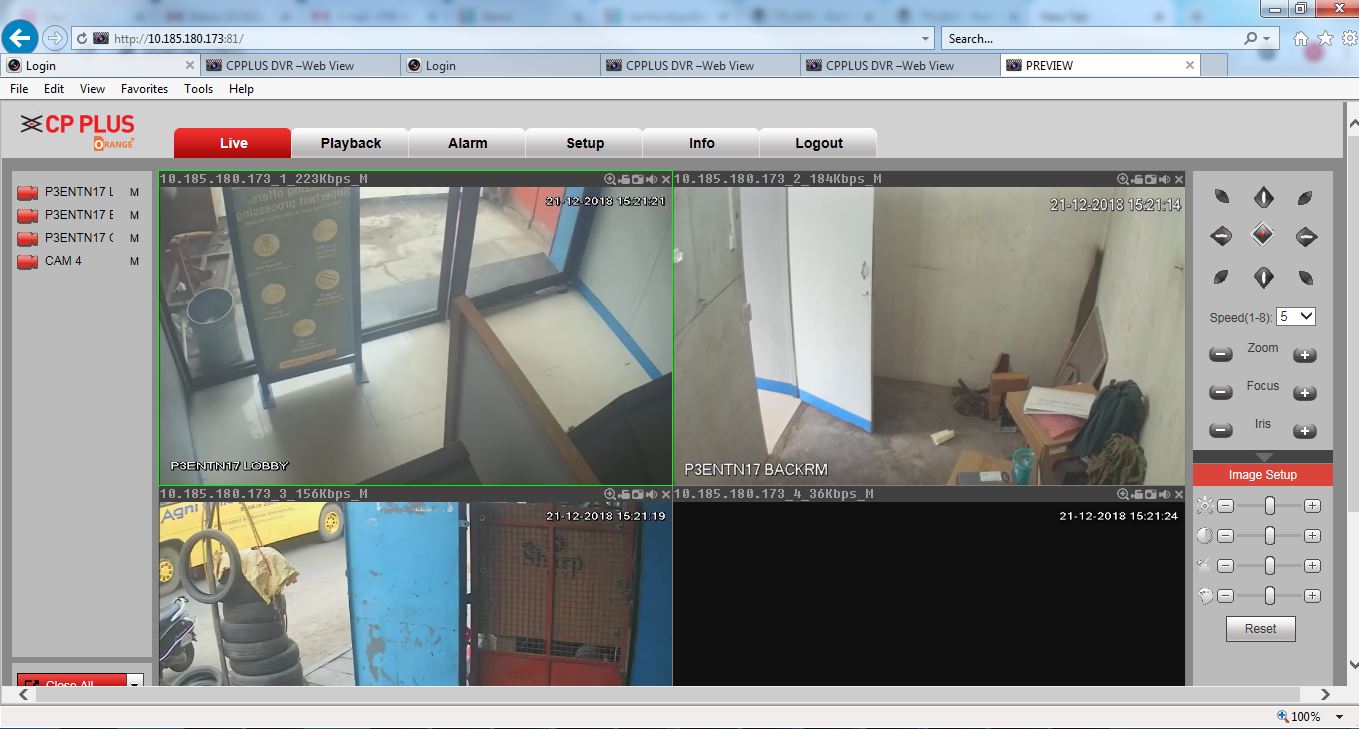 http://10.185.180.173:81/
Search...
Login
CPPLUS DVR –Web View
Login
CPPLUS DVR –Web View
CPPLUS DVR –Web View
PREVIEW
File Edit View Favorites Tools Help
CP PLUS
ORANGE
Live Playback Alarm Setup Info Logout
P3ENTN17 L M
P3ENTN17 E M
P3ENTN17 C M
CAM 4 M
Close All
10.185.180.173_1_223Kbps_M
21-12-2018 15:21:21
offers.
Superfast processing
P3ENTN17 LOBBY
10.185.180.173_2_184Kbps_M
21-12-2018 15:21:14
P3ENTN17 BACKRM
10.185.180.173_3_156Kbps_M
21-12-2018 15:21:19
Agni
Sharp
10.185.180.173_4_36Kbps_M
21-12-2018 15:21:24
Speed(1-8): 5
Zoom
Focus
Iris
Image Setup
Reset
100%